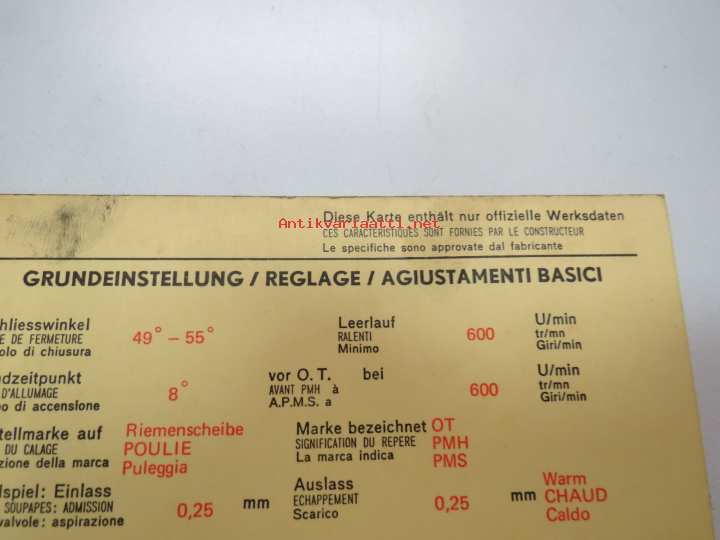 Diese Karte enthält nur offizielle Werksdaten
Antikvariaatti.net
CES CARACTERISTIQUES SONT FORNIES PAR LE CONSTRUCTEUR
Le specifiche sono approvate dal fabricante
GRUNDEINSTELLUNG / REGLAGE / AGIUSTAMENTI BASICI
hliesswinkel 49° – 55° Leerlauf 600 U/min
E DE FERMETURE RALENTI tr/mn
olo di chiusura Minimo Giri/min
dzeitpunkt 8° vor O. T. bei 600 U/min
D'ALLUMAGE AVANT PMH à tr/mn
o di accensione A.P.M.S. a Giri/min
tellmarke auf Riemenscheibe Marke bezeichnet OT
DU CALAGE POULIE SIGNIFICATION DU REPERE PMH
zione della marca Puleggia La marca indica PMS
lspiel: Einlass 0,25 mm Auslass 0,25 mm Warm
SOUPAPES: ADMISSION ECHAPPEMENT CHAUD
valvole: aspirazione Scarico Caldo